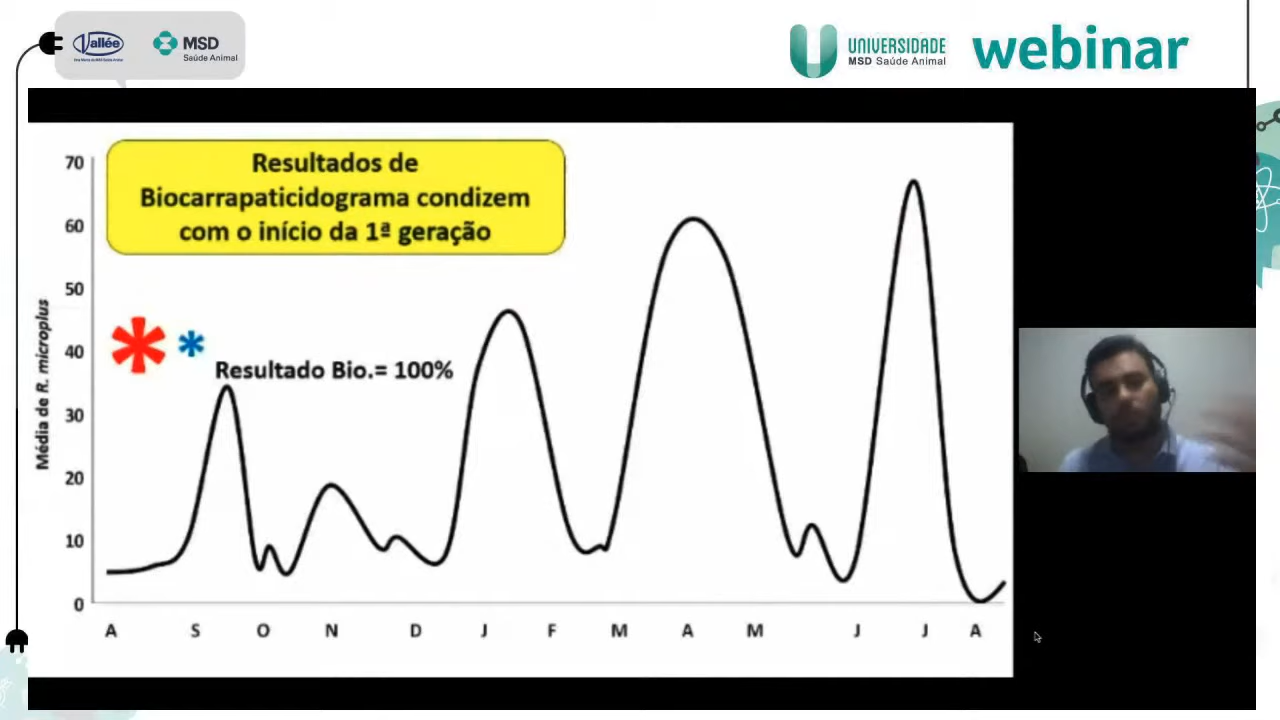 Vallée
MSD
Saúde Animal
UNIVERSIDADE
MSD Saúde Animal
webinar
Resultados de
Biocarrapaticidograma condizem
com o início da 1ª geração
Resultado Bio.= 100%
Média de R. microplus
70
60
50
40
30
20
10
0
A S O N D J F M A M J J A